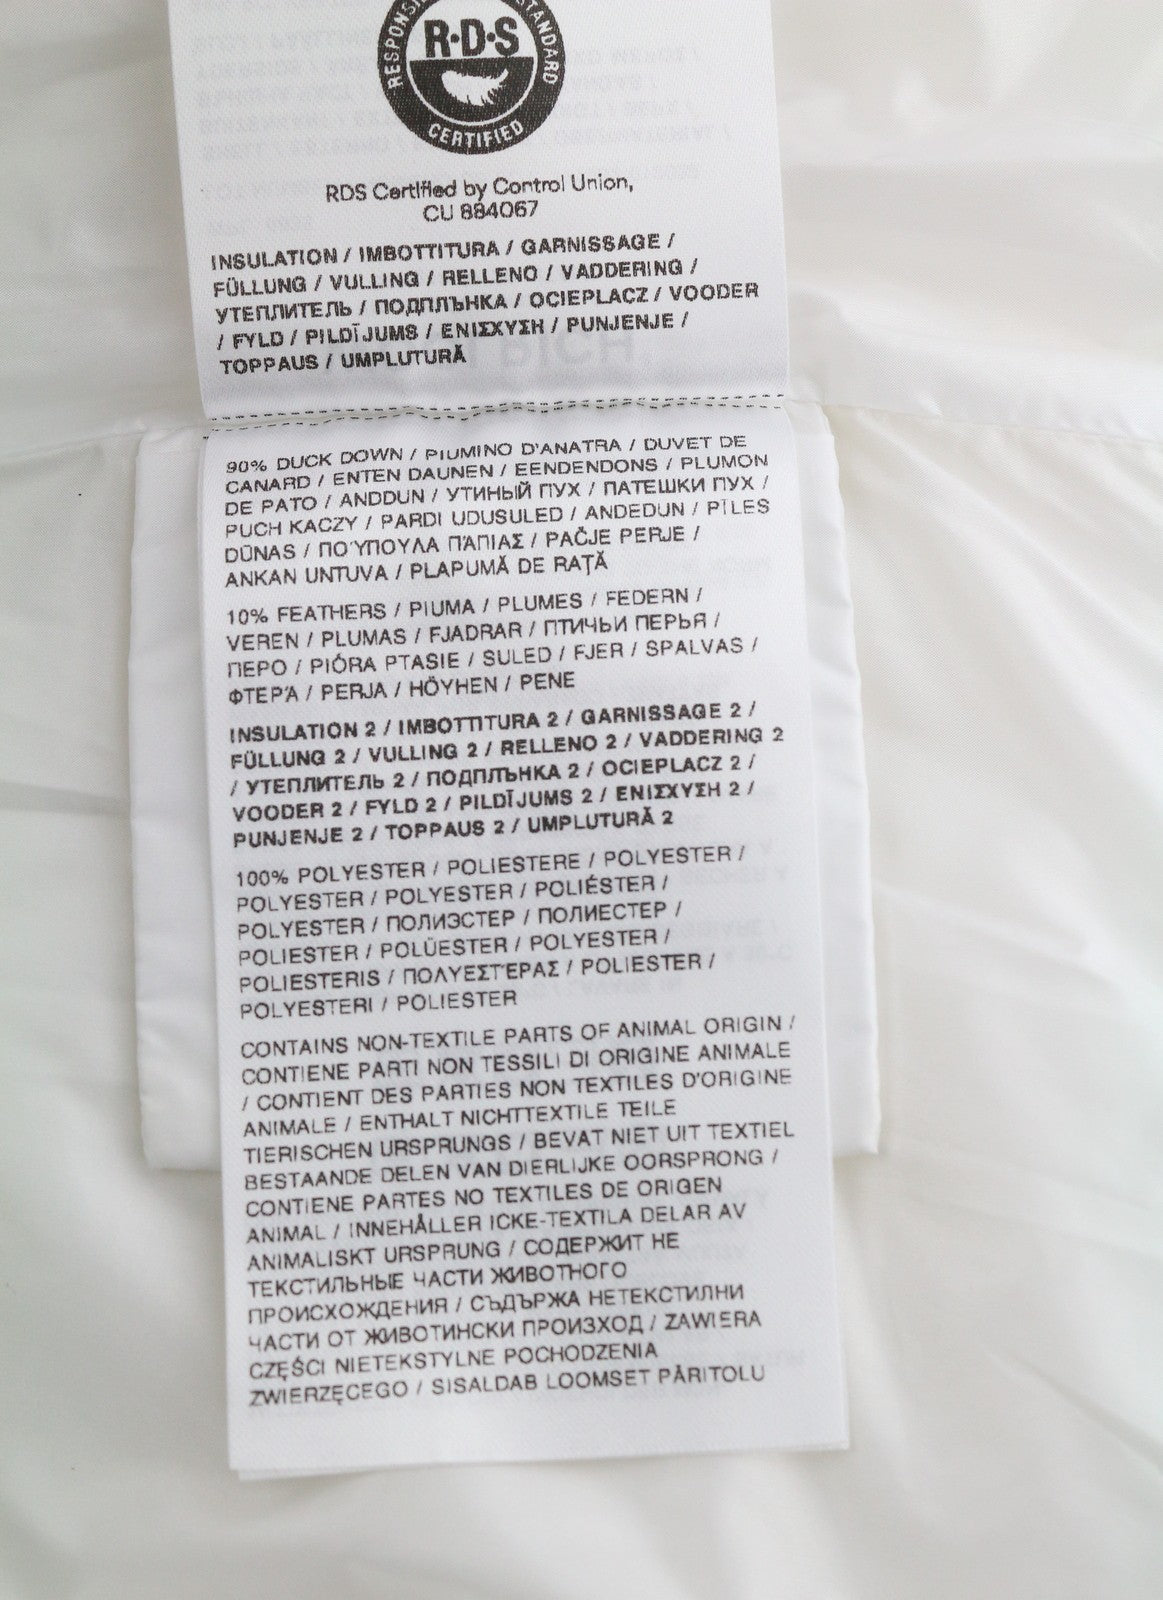 R·D·S
CERTIFIED
RDS Certified by Control Union,
CU 884067
INSULATION / IMBOTTITURA / GARNISSAGE /
FÜLLUNG / VULLING / RELLENO / VADDERING /
УТЕПЛИТЕЛЬ / ПОДПЛЪНКА / OCIEPLACZ / VOODER
/ FYLD / PILDĪJUMS / ΕΝΙΣΧΥΣΗ / PUNJENJE /
TOPPAUS / UMPLUTURĂ
90% DUCK DOWN / PIUMINO D'ANATRA / DUVET DE
CANARD / ENTEN DAUNEN / EENDENDONS / PLUMON
DE PATO / ANDDUN / УТИНЫЙ ПУХ / ПАТЕШКИ ПУХ /
PUCH KACZY / PARDI UDUSULED / ANDEDUN / PĪLES
DŪNAS / ΠΟΎΠΟΥΛΑ ΠΆΠΙΑΣ / PAČJE PERJE /
ANKAN UNTUVA / PLAPUMĂ DE RAȚĂ
10% FEATHERS / PIUMA / PLUMES / FEDERN /
VEREN / PLUMAS / FJADRAR / ПТИЧЬИ ПЕРЬЯ /
ПЕРО / PIÓRA PTASIE / SULED / FJER / SPALVAS /
ΦΤΕΡΆ / PERJA / HÖYHEN / PENE
INSULATION 2 / IMBOTTITURA 2 / GARNISSAGE 2 /
FÜLLUNG 2 / VULLING 2 / RELLENO 2 / VADDERING 2
/ УТЕПЛИТЕЛЬ 2 / ПОДПЛЪНКА 2 / OCIEPLACZ 2 /
VOODER 2 / FYLD 2 / PILDĪJUMS 2 / ΕΝΙΣΧΥΣΗ 2 /
PUNJENJE 2 / TOPPAUS 2 / UMPLUTURĂ 2
100% POLYESTER / POLIESTERE / POLYESTER /
POLYESTER / POLYESTER / POLIÉSTER /
POLYESTER / ПОЛИЭСТЕР / ПОЛИЕСТЕР /
POLIESTER / POLÜESTER / POLYESTER /
POLIESTERIS / ΠΟΛΥΕΣΤΈΡΑΣ / POLIESTER /
POLYESTERI / POLIESTER
CONTAINS NON-TEXTILE PARTS OF ANIMAL ORIGIN /
CONTIENE PARTI NON TESSILI DI ORIGINE ANIMALE
/ CONTIENT DES PARTIES NON TEXTILES D'ORIGINE
ANIMALE / ENTHALT NICHTTEXTILE TEILE
TIERISCHEN URSPRUNGS / BEVAT NIET UIT TEXTIEL
BESTAANDE DELEN VAN DIERLIJKE OORSPRONG /
CONTIENE PARTES NO TEXTILES DE ORIGEN
ANIMAL / INNEHÅLLER ICKE-TEXTILA DELAR AV
ANIMALISKT URSPRUNG / СОДЕРЖИТ НЕ
ТЕКСТИЛЬНЫЕ ЧАСТИ ЖИВОТНОГО
ПРОИСХОЖДЕНИЯ / СЪДЪРЖА НЕТЕКСТИЛНИ
ЧАСТИ ОТ ЖИВОТИНСКИ ПРОИЗХОД / ZAWIERA
CZĘŚCI NIETEKSTYLNE POCHODZENIA
ZWIERZĘCEGO / SISALDAB LOOMSET PÄRITOLU